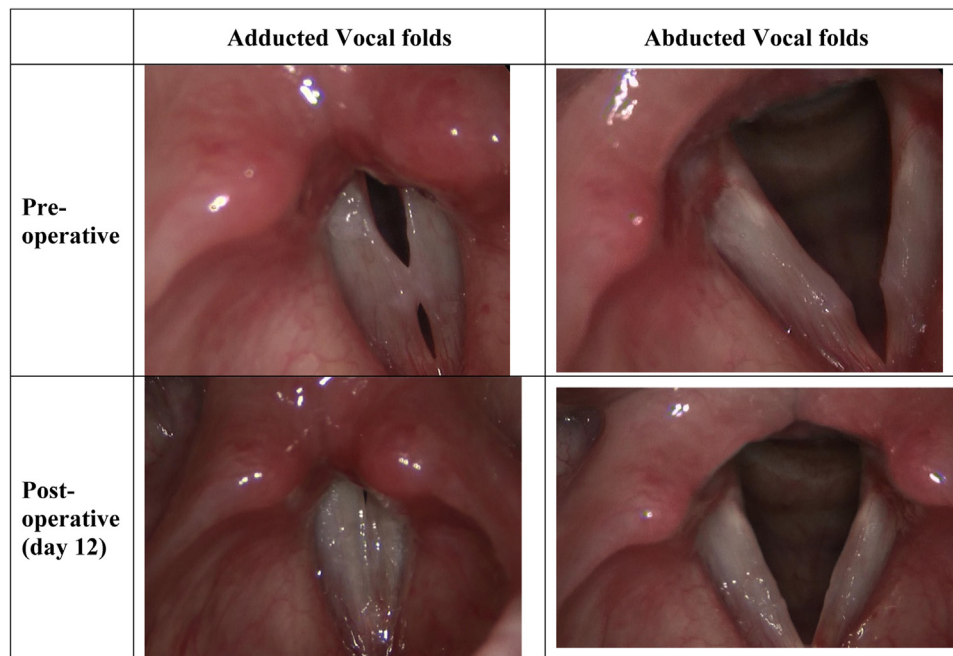 Adducted Vocal folds
Abducted Vocal folds
Pre-
operative
Post-
operative
(day 12)